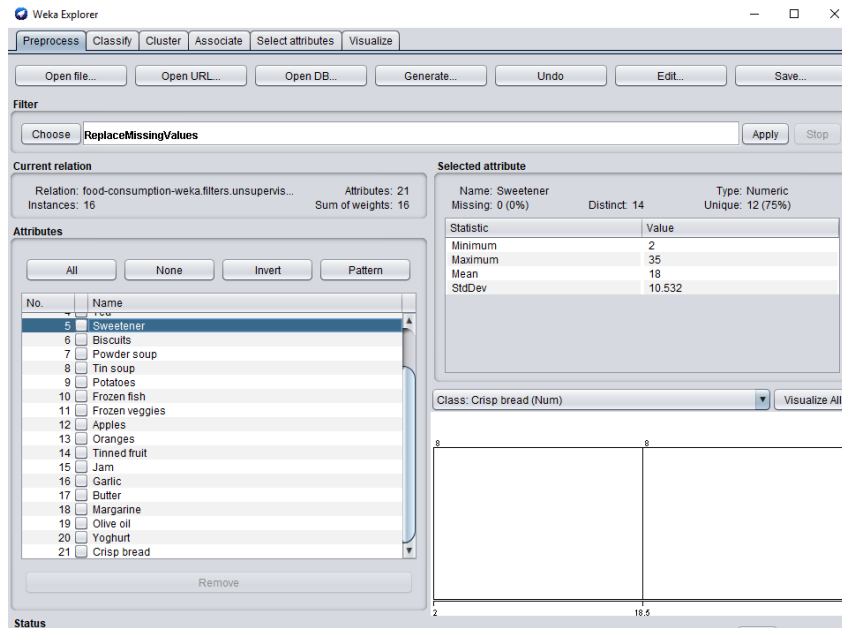 Weka Explorer
Preprocess Classify Cluster Associate Select attributes Visualize
Open file... Open URL... Open DB... Generate... Undo Edit... Save...
Filter
Choose ReplaceMissingValues Apply Stop
Current relation
Relation: food-consumption-weka.filters.unsupervis... Attributes: 21
Instances: 16 Sum of weights: 16
Attributes
All None Invert Pattern
No. Name
5 Sweetener
6 Biscuits
7 Powder soup
8 Tin soup
9 Potatoes
10 Frozen fish
11 Frozen veggies
12 Apples
13 Oranges
14 Tinned fruit
15 Jam
16 Garlic
17 Butter
18 Margarine
19 Olive oil
20 Yoghurt
21 Crisp bread
Remove
Selected attribute
Name: Sweetener Type: Numeric
Missing: 0 (0%) Distinct: 14 Unique: 12 (75%)
Statistic Value
Minimum 2
Maximum 35
Mean 18
StdDev 10.532
Class: Crisp bread (Num) Visualize All
8 8
2 18.5
Status